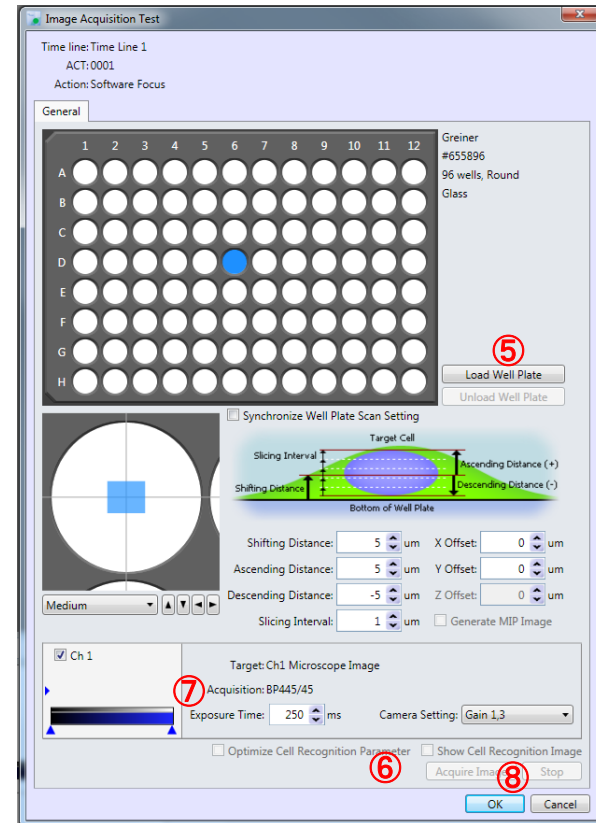 Image Acquisition Test
Time line: Time Line 1
ACT: 0001
Action: Software Focus
General
1 2 3 4 5 6 7 8 9 10 11 12
A
B
C
D
E
F
G
H
Greiner
#655896
96 wells, Round
Glass
⑤
Load Well Plate
Unload Well Plate
Synchronize Well Plate Scan Setting
Target Cell
Slicing Interval
Ascending Distance (+)
Shifting Distance
Descending Distance (-)
Bottom of Well Plate
Medium
Shifting Distance: 5 um X Offset: 0 um
Ascending Distance: 5 um Y Offset: 0 um
Descending Distance: -5 um Z Offset: 0 um
Slicing Interval: 1 um Generate MIP Image
Ch 1
Target: Ch1 Microscope Image
⑦ Acquisition: BP445/45
Exposure Time: 250 ms Camera Setting: Gain 1,3
Optimize Cell Recognition Parameter Show Cell Recognition Image
⑥ Acquire Image ⑧ Stop
OK Cancel